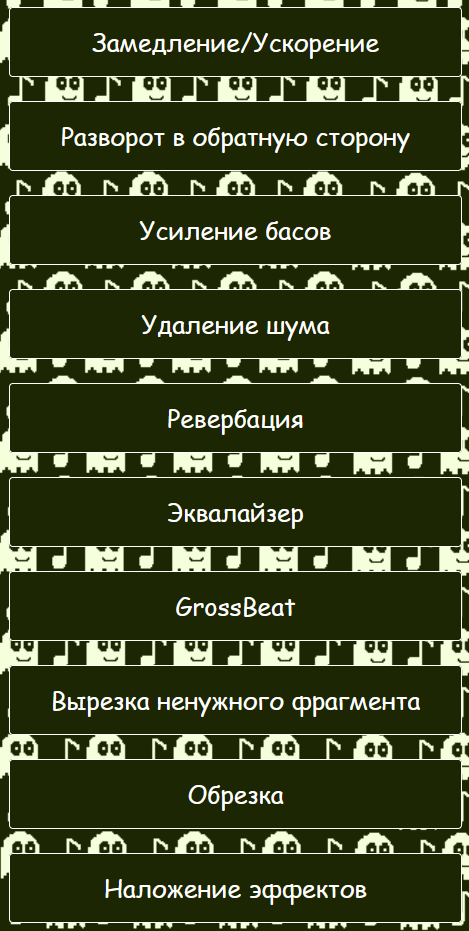 Замедление/Ускорение
Разворот в обратную сторону
Усиление басов
Удаление шума
Ревербация
Эквалайзер
GrossBeat
Вырезка ненужного фрагмента
Обрезка
Наложение эффектов